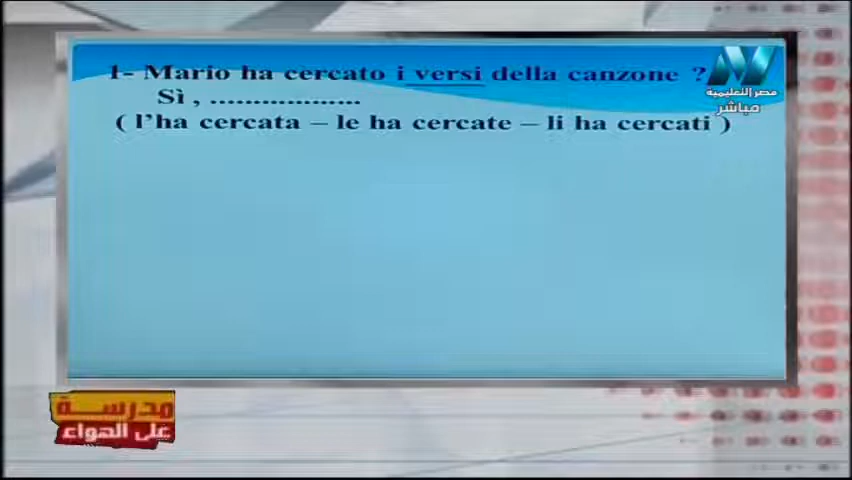 1- Mario ha cercato i versi della canzone ?
Sì , ..................
( l'ha cercata – le ha cercate – li ha cercati )
مصر التعليمية
مباشر
مدرسة
على الهواء